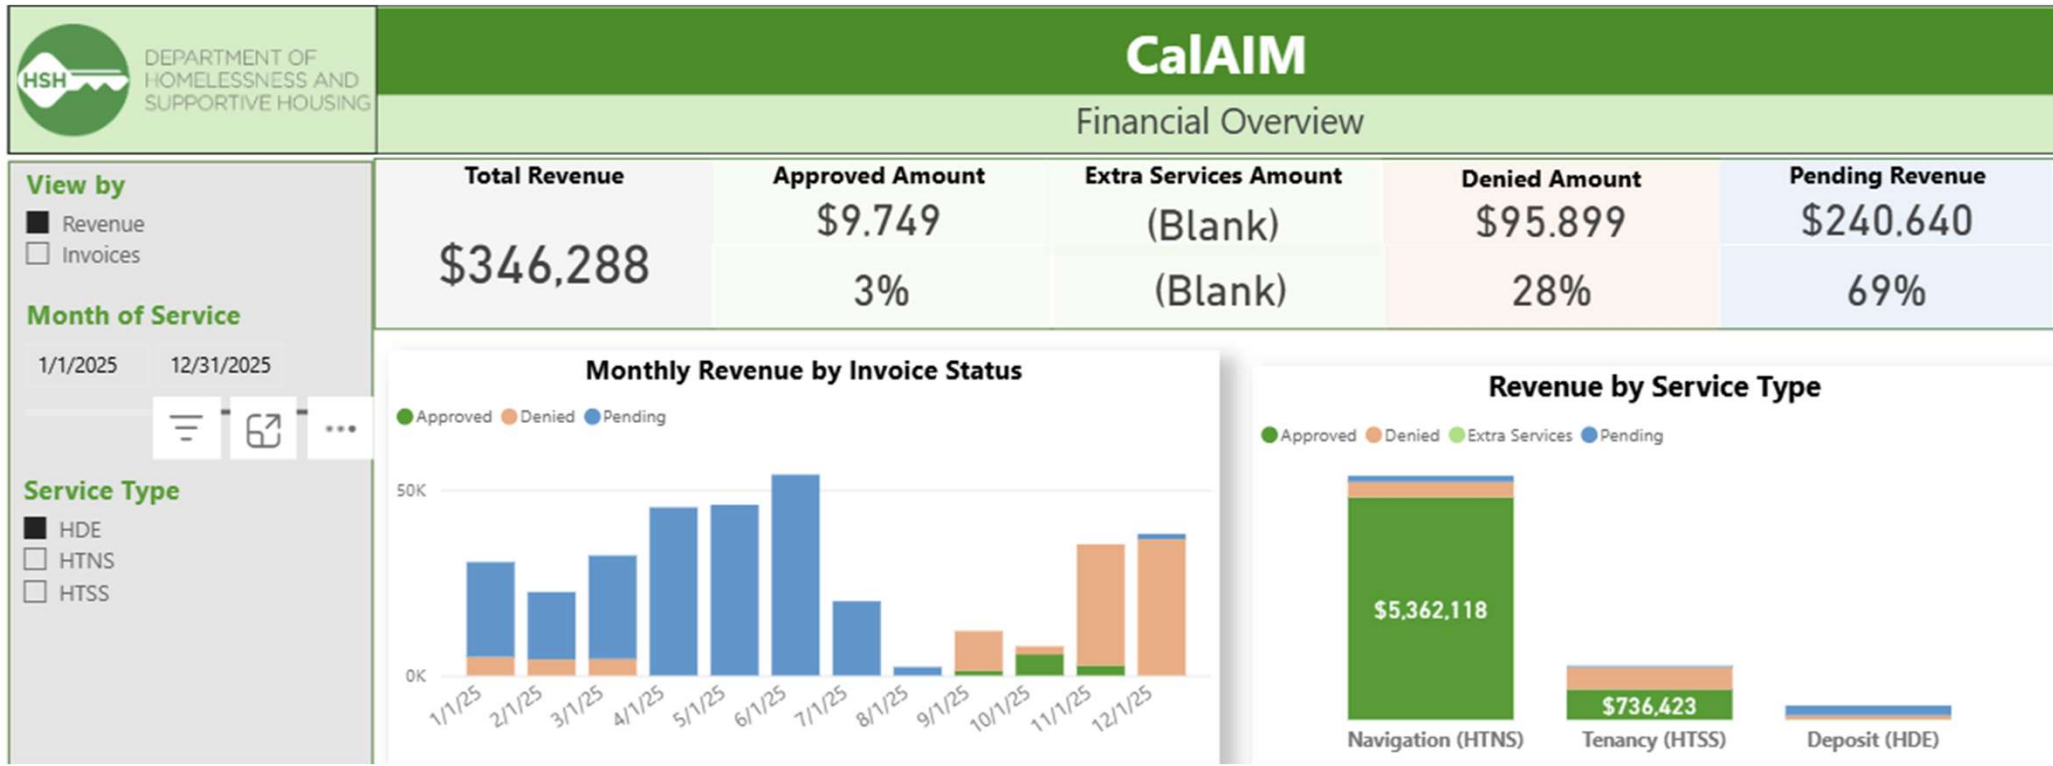 HSH
DEPARTMENT OF
HOMELESSNESS AND
SUPPORTIVE HOUSING
CalAIM
Financial Overview
View by
Revenue
Invoices
Month of Service
1/1/2025 12/31/2025
Service Type
HDE
HTNS
HTSS
Total Revenue
$346,288
Approved Amount
$9,749
3%
Extra Services Amount
(Blank)
(Blank)
Denied Amount
$95,899
28%
Pending Revenue
$240,640
69%
Monthly Revenue by Invoice Status
Approved Denied Pending
50K
0K
1/1/25 2/1/25 3/1/25 4/1/25 5/1/25 6/1/25 7/1/25 8/1/25 9/1/25 10/1/25 11/1/25 12/1/25
Revenue by Service Type
Approved Denied Extra Services Pending
$5,362,118
$736,423
Navigation (HTNS) Tenancy (HTSS) Deposit (HDE)